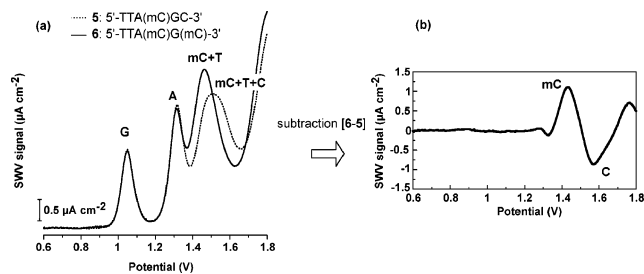 (a)
5: 5'-TTA(mC)GC-3'
6: 5'-TTA(mC)G(mC)-3'
mC+T
mC+T+C
A
G
SWV signal (µA cm-2)
0.5 µA cm-2
0.6 0.8 1.0 1.2 1.4 1.6 1.8
Potential (V)
subtraction [6-5]
(b)
SWV signal (µA cm-2)
1.5
1
0.5
0
-0.5
-1
-1.5
mC
C
0.6 0.8 1.0 1.2 1.4 1.6 1.8
Potential (V)